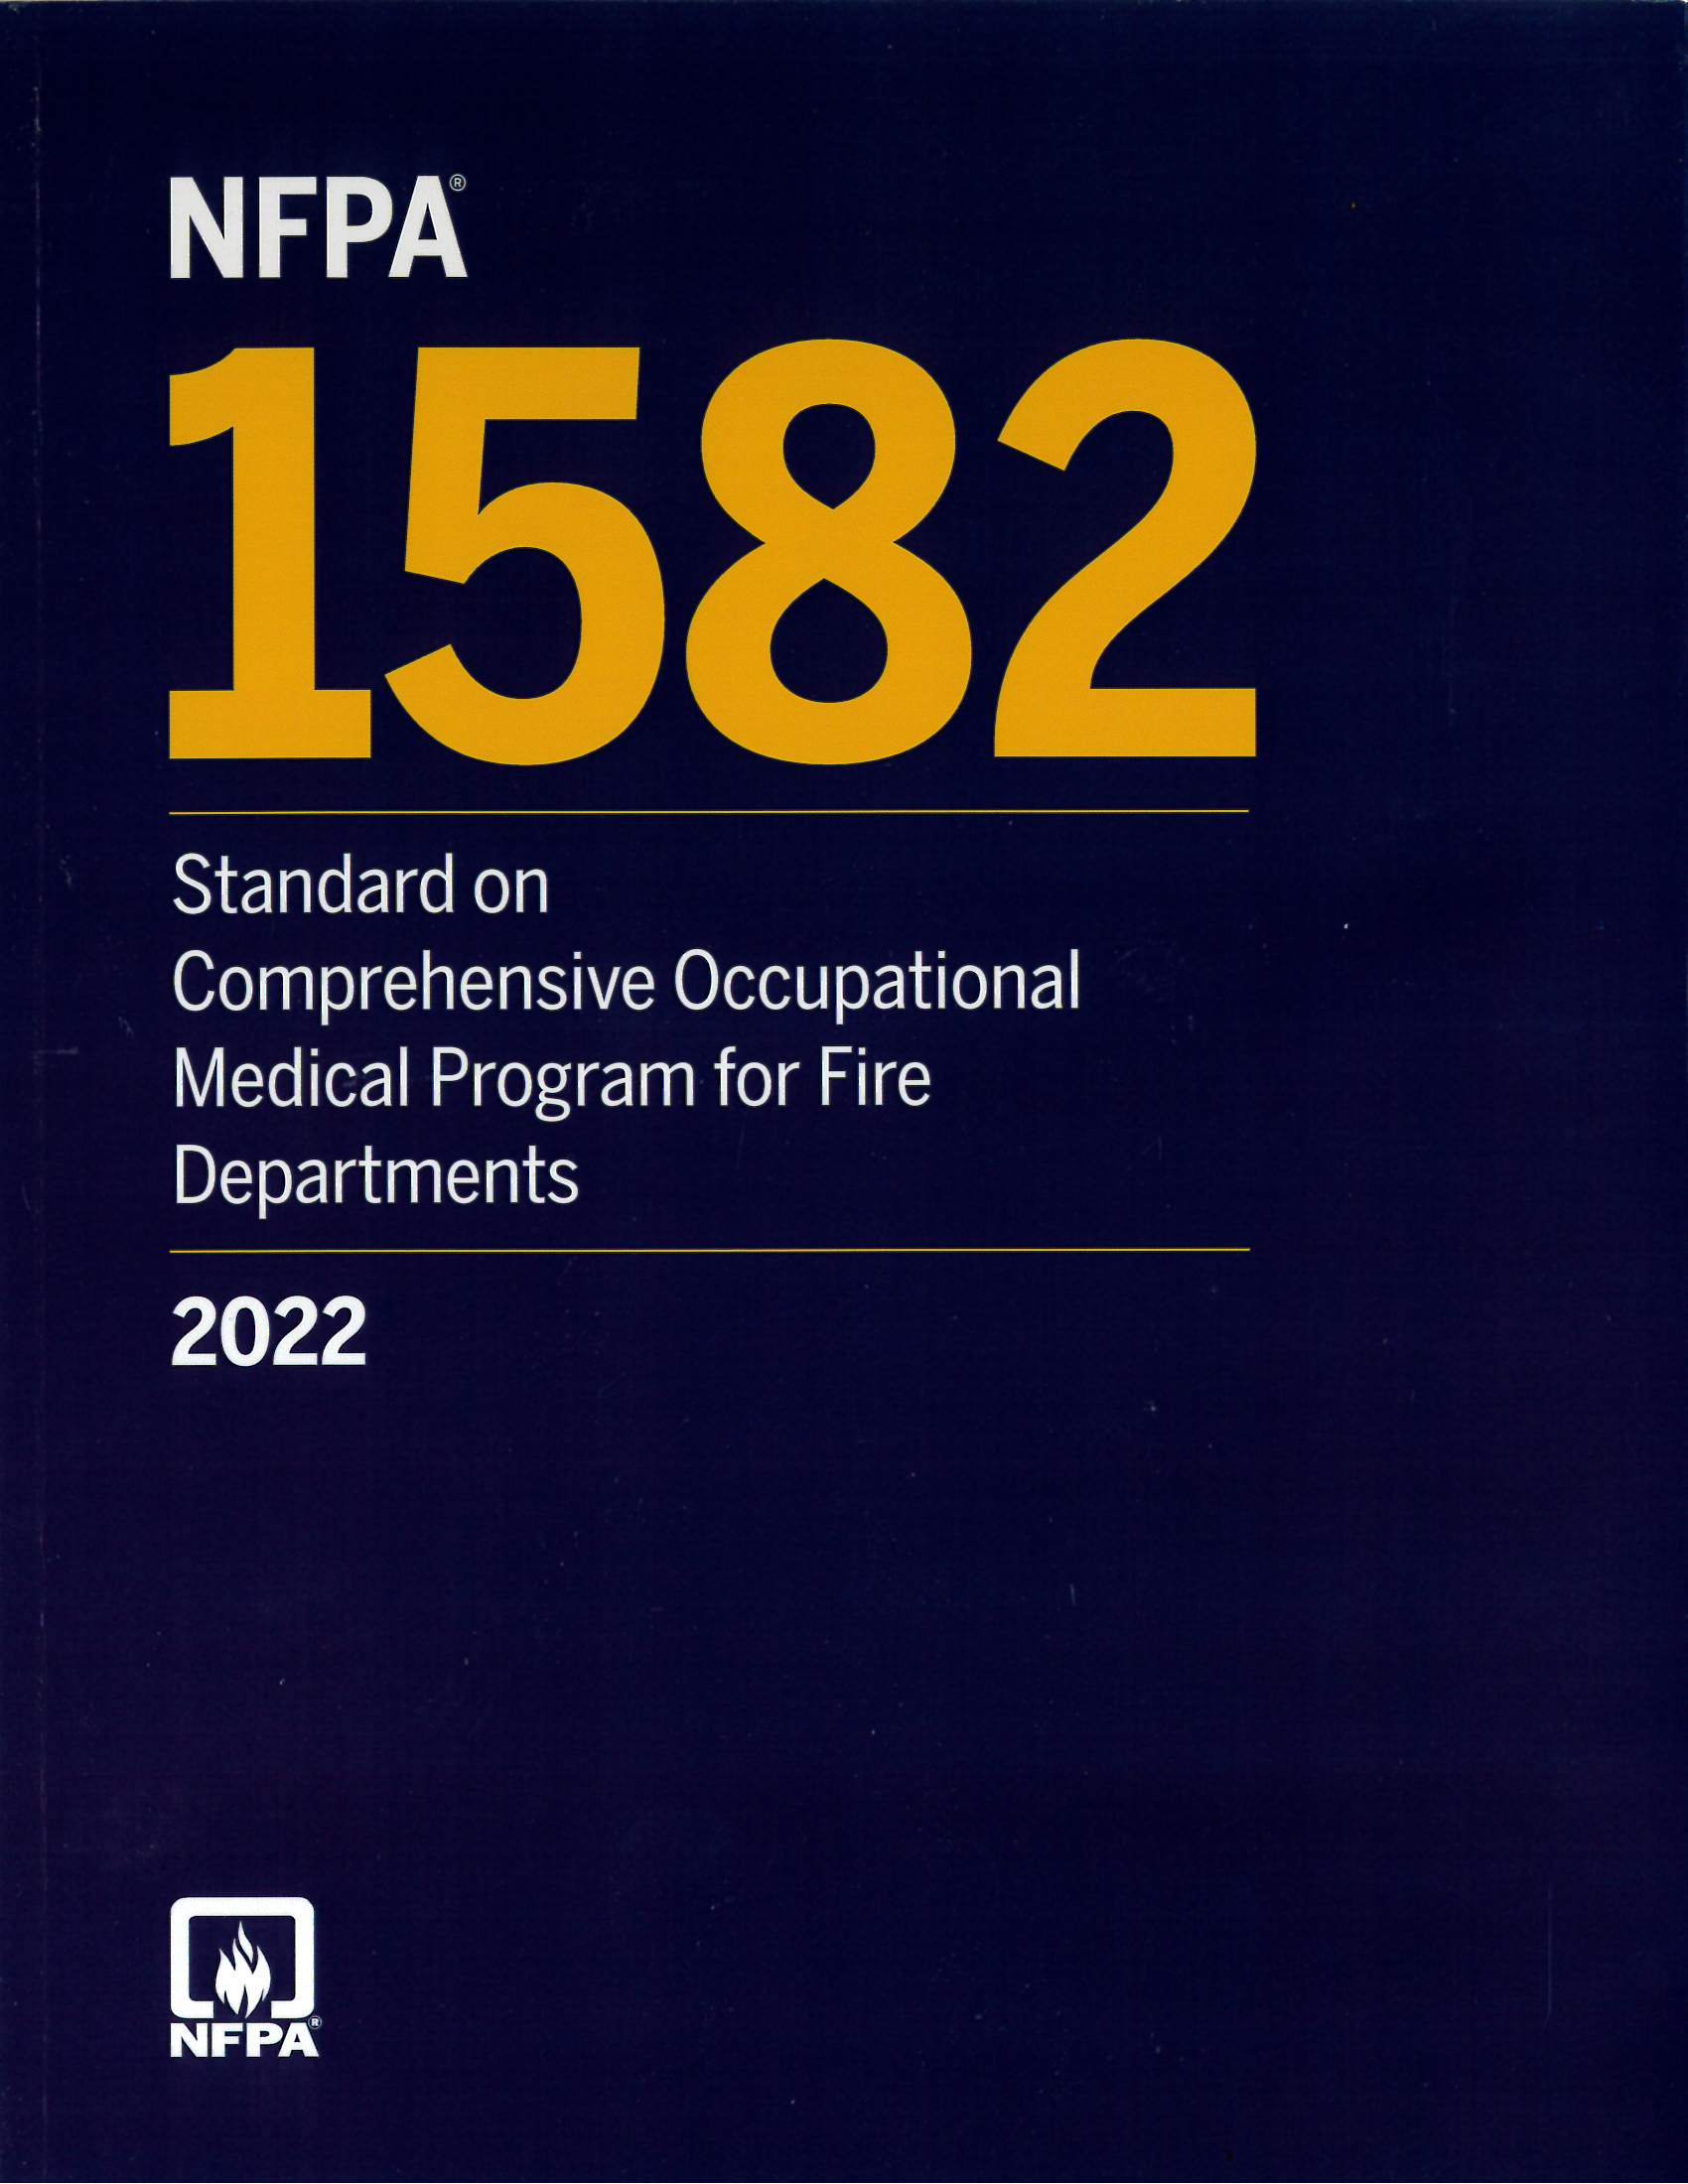 NFPA®
1582
Standard on
Comprehensive Occupational
Medical Program for Fire
Departments
2022
NFPA®